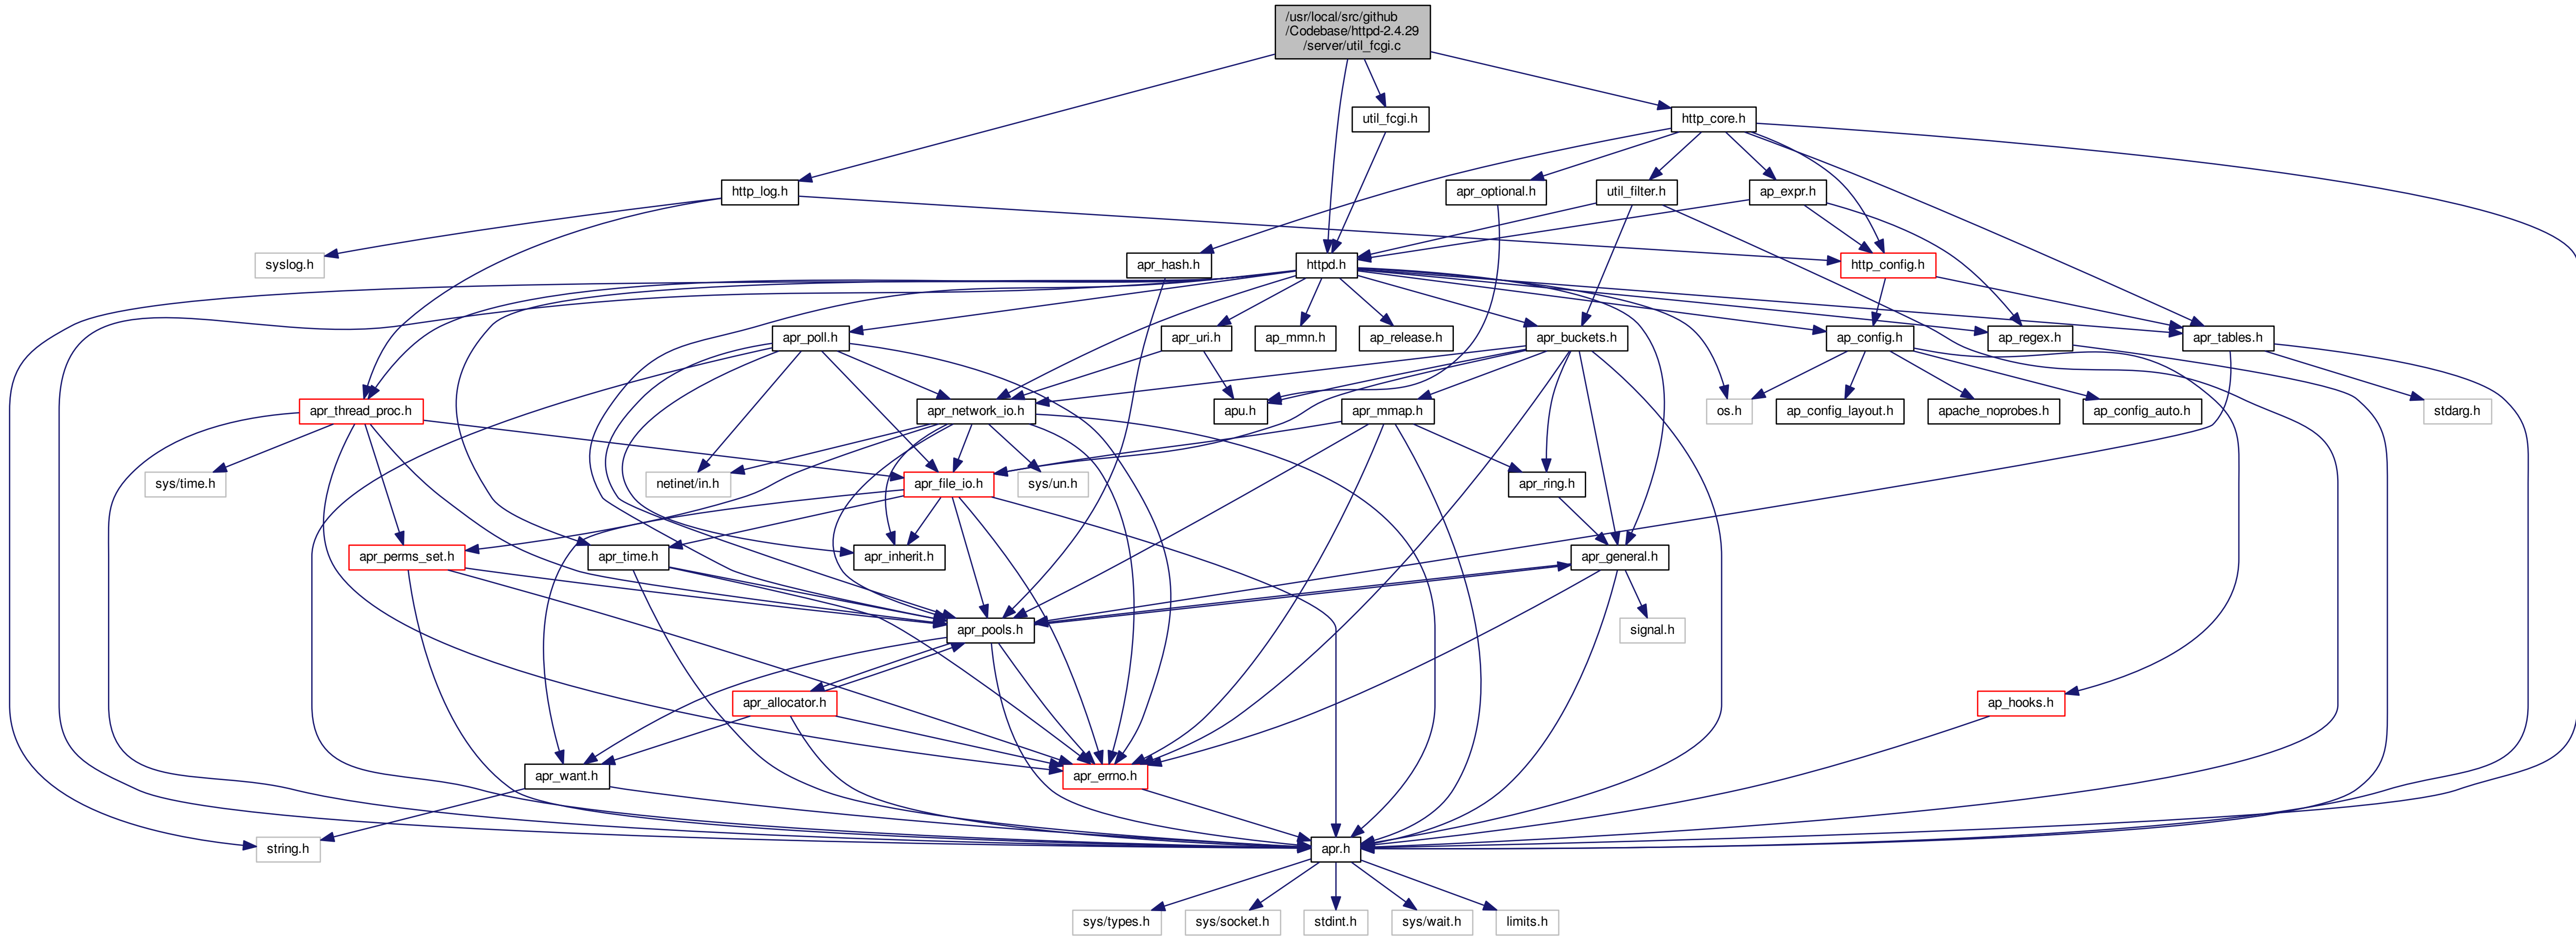 /usr/local/src/github
/Codebase/httpd-2.4.29
/server/util_fcgi.c
util_fcgi.h
http_core.h
http_log.h
apr_optional.h
util_filter.h
ap_expr.h
syslog.h
apr_hash.h
httpd.h
http_config.h
apr_poll.h
apr_uri.h
ap_mmn.h
ap_release.h
apr_buckets.h
ap_config.h
ap_regex.h
apr_tables.h
apr_thread_proc.h
apr_network_io.h
apu.h
apr_mmap.h
os.h
ap_config_layout.h
apache_noprobes.h
ap_config_auto.h
stdarg.h
sys/time.h
netinet/in.h
apr_file_io.h
sys/un.h
apr_ring.h
apr_perms_set.h
apr_time.h
apr_inherit.h
apr_general.h
apr_pools.h
signal.h
apr_allocator.h
ap_hooks.h
apr_want.h
apr_errno.h
string.h
apr.h
sys/types.h
sys/socket.h
stdint.h
sys/wait.h
limits.h